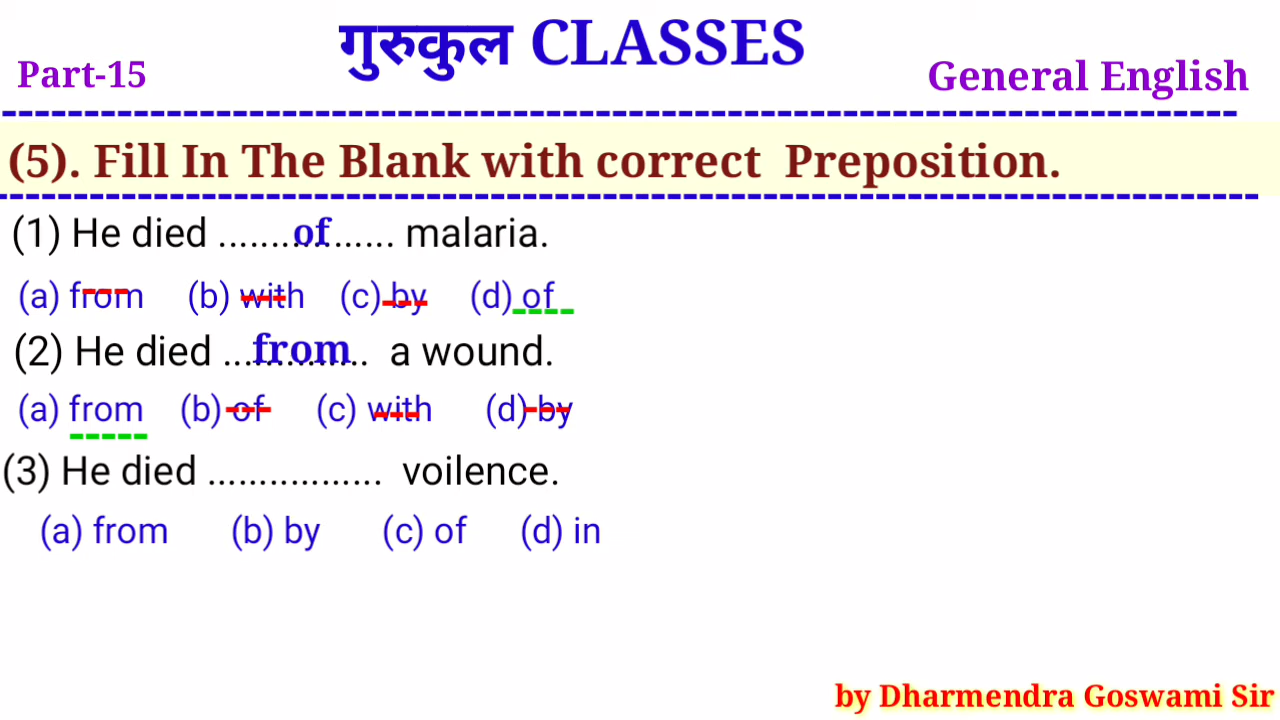 गुरुकुल CLASSES
Part-15
General English
(5). Fill In The Blank with correct Preposition.
(1) He died ........of........ malaria.
(a) from (b) with (c) by (d) of
(2) He died ...from... a wound.
(a) from (b) of (c) with (d) by
(3) He died ................. voilence.
(a) from (b) by (c) of (d) in
by Dharmendra Goswami Sir